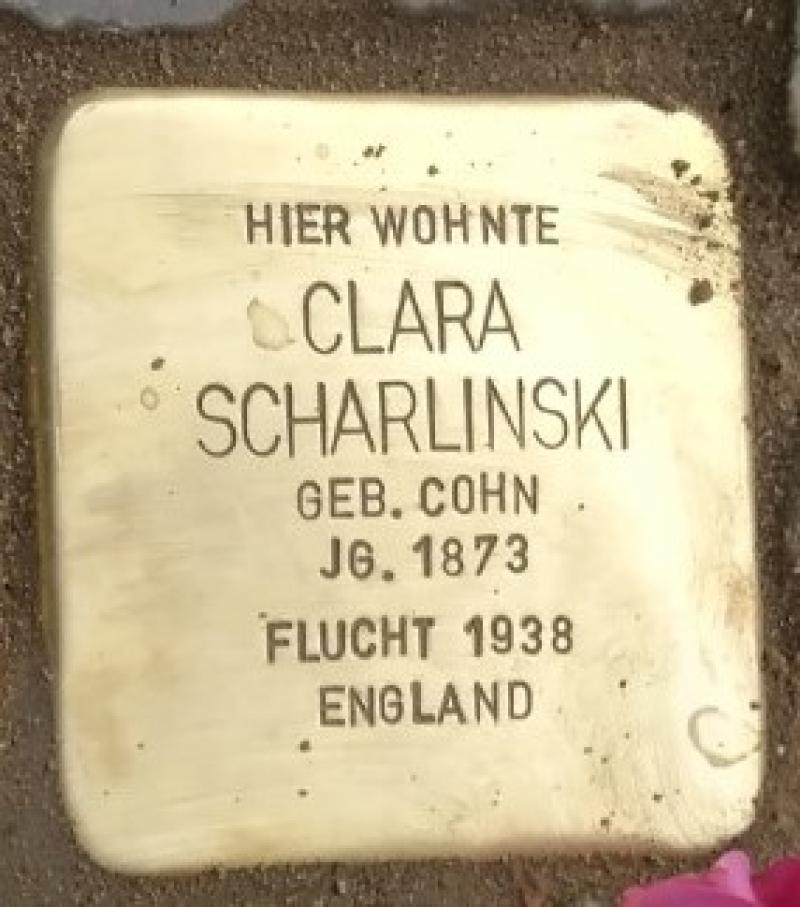 HIER WOHNTE
CLARA
SCHARLINSKI
GEB. COHN
JG. 1873
FLUCHT 1938
ENGLAND